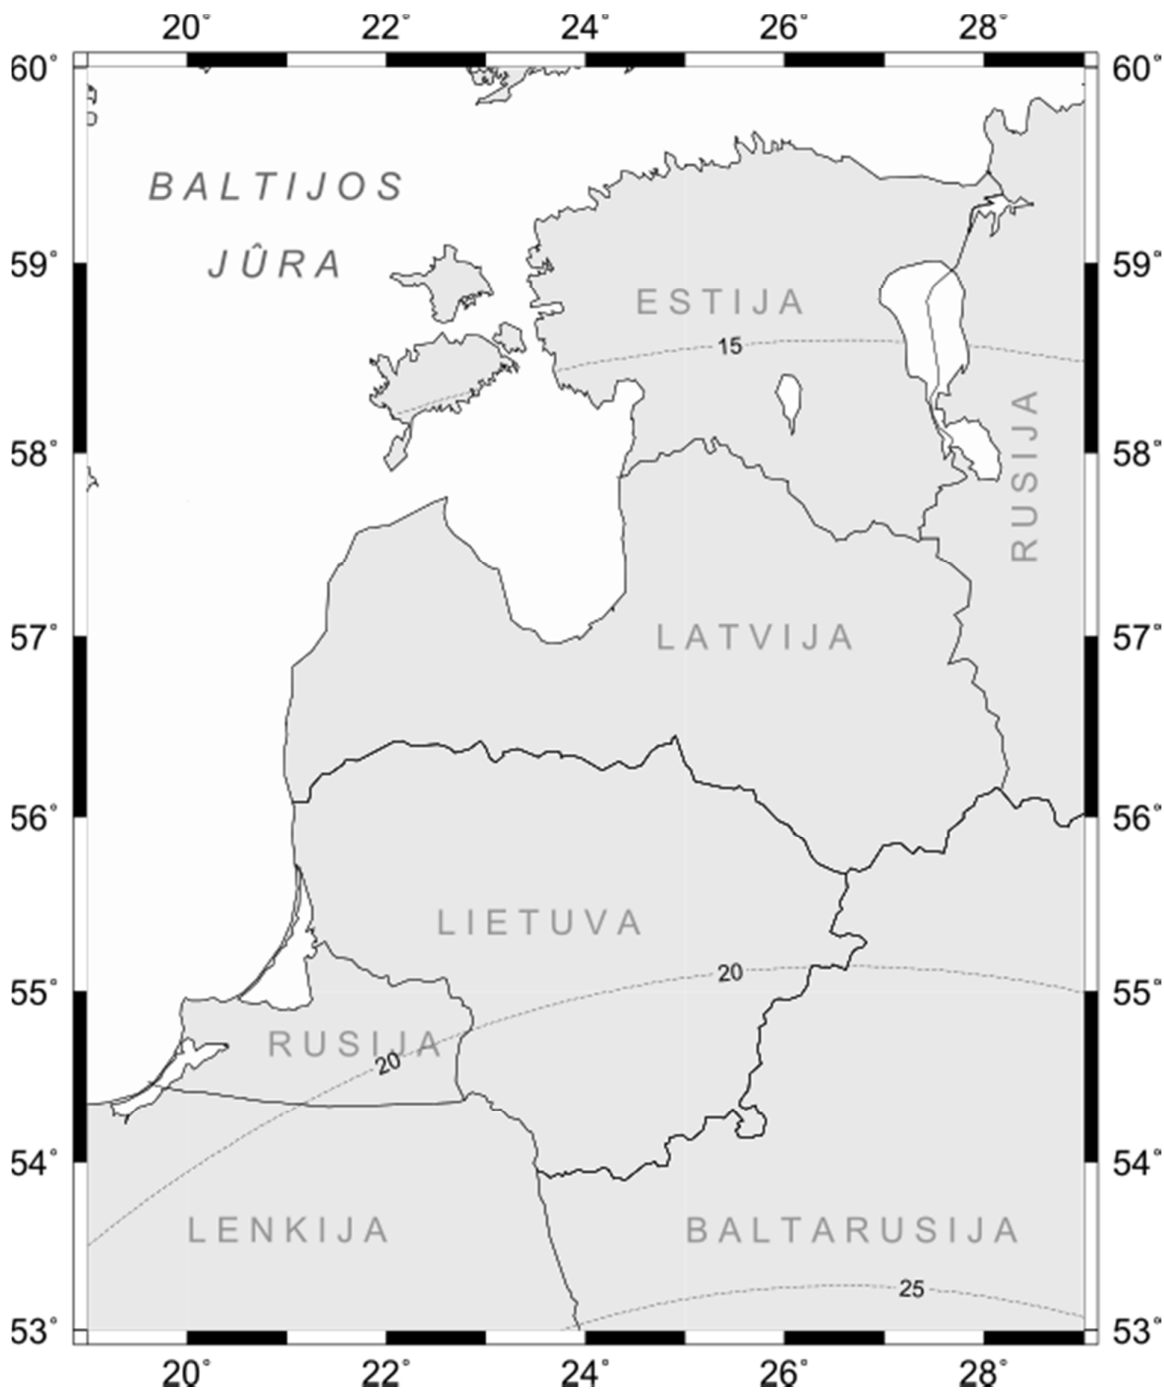 20° 22° 24° 26° 28°
60° 60°
BALTIJOS
JÛRA
59° 59°
ESTIJA
15
RUSIJA
58° 58°
57° LATVIJA 57°
56° 56°
LIETUVA
20
55° 55°
RUSIJA
20
54° 54°
LENKIJA BALTARUSIJA
25
53° 53°
20° 22° 24° 26° 28°